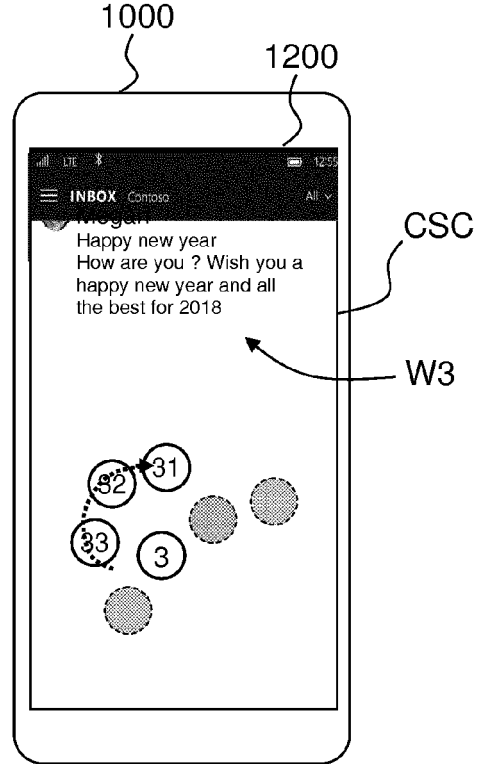 1000
1200
LTE 12:55
INBOX Contoso All
Megan
Happy new year
How are you ? Wish you a
happy new year and all
the best for 2018
CSC
W3
31
32
33
3